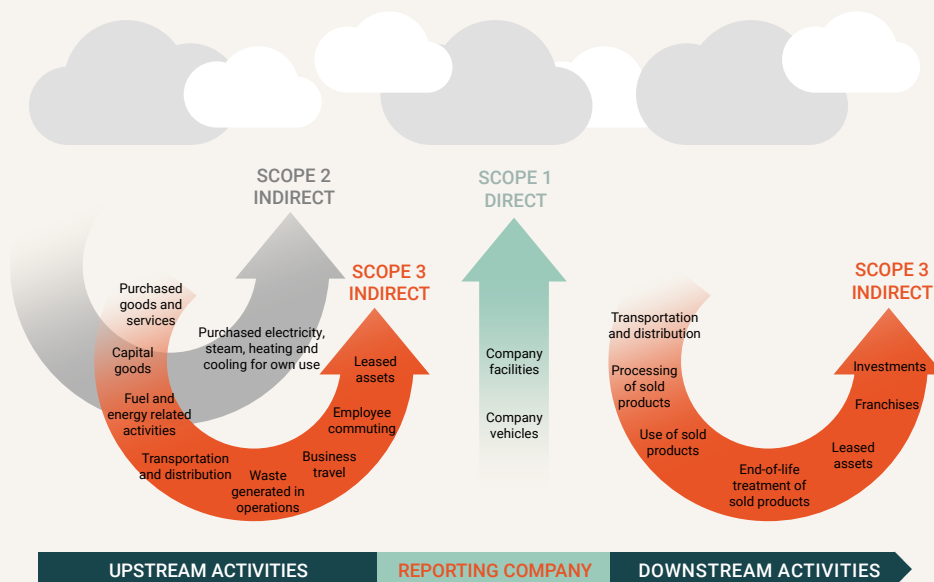 SCOPE 2
INDIRECT
SCOPE 1
DIRECT
SCOPE 3
INDIRECT
SCOPE 3
INDIRECT
Purchased
goods and
services
Capital
goods
Fuel and
energy related
activities
Transportation
and distribution
Waste
generated in
operations
Business
travel
Employee
commuting
Leased
assets
Purchased electricity,
steam, heating and
cooling for own use
Company
facilities
Company
vehicles
Transportation
and distribution
Processing
of sold
products
Use of sold
products
End-of-life
treatment of
sold products
Leased
assets
Franchises
Investments
UPSTREAM ACTIVITIES
REPORTING COMPANY
DOWNSTREAM ACTIVITIES